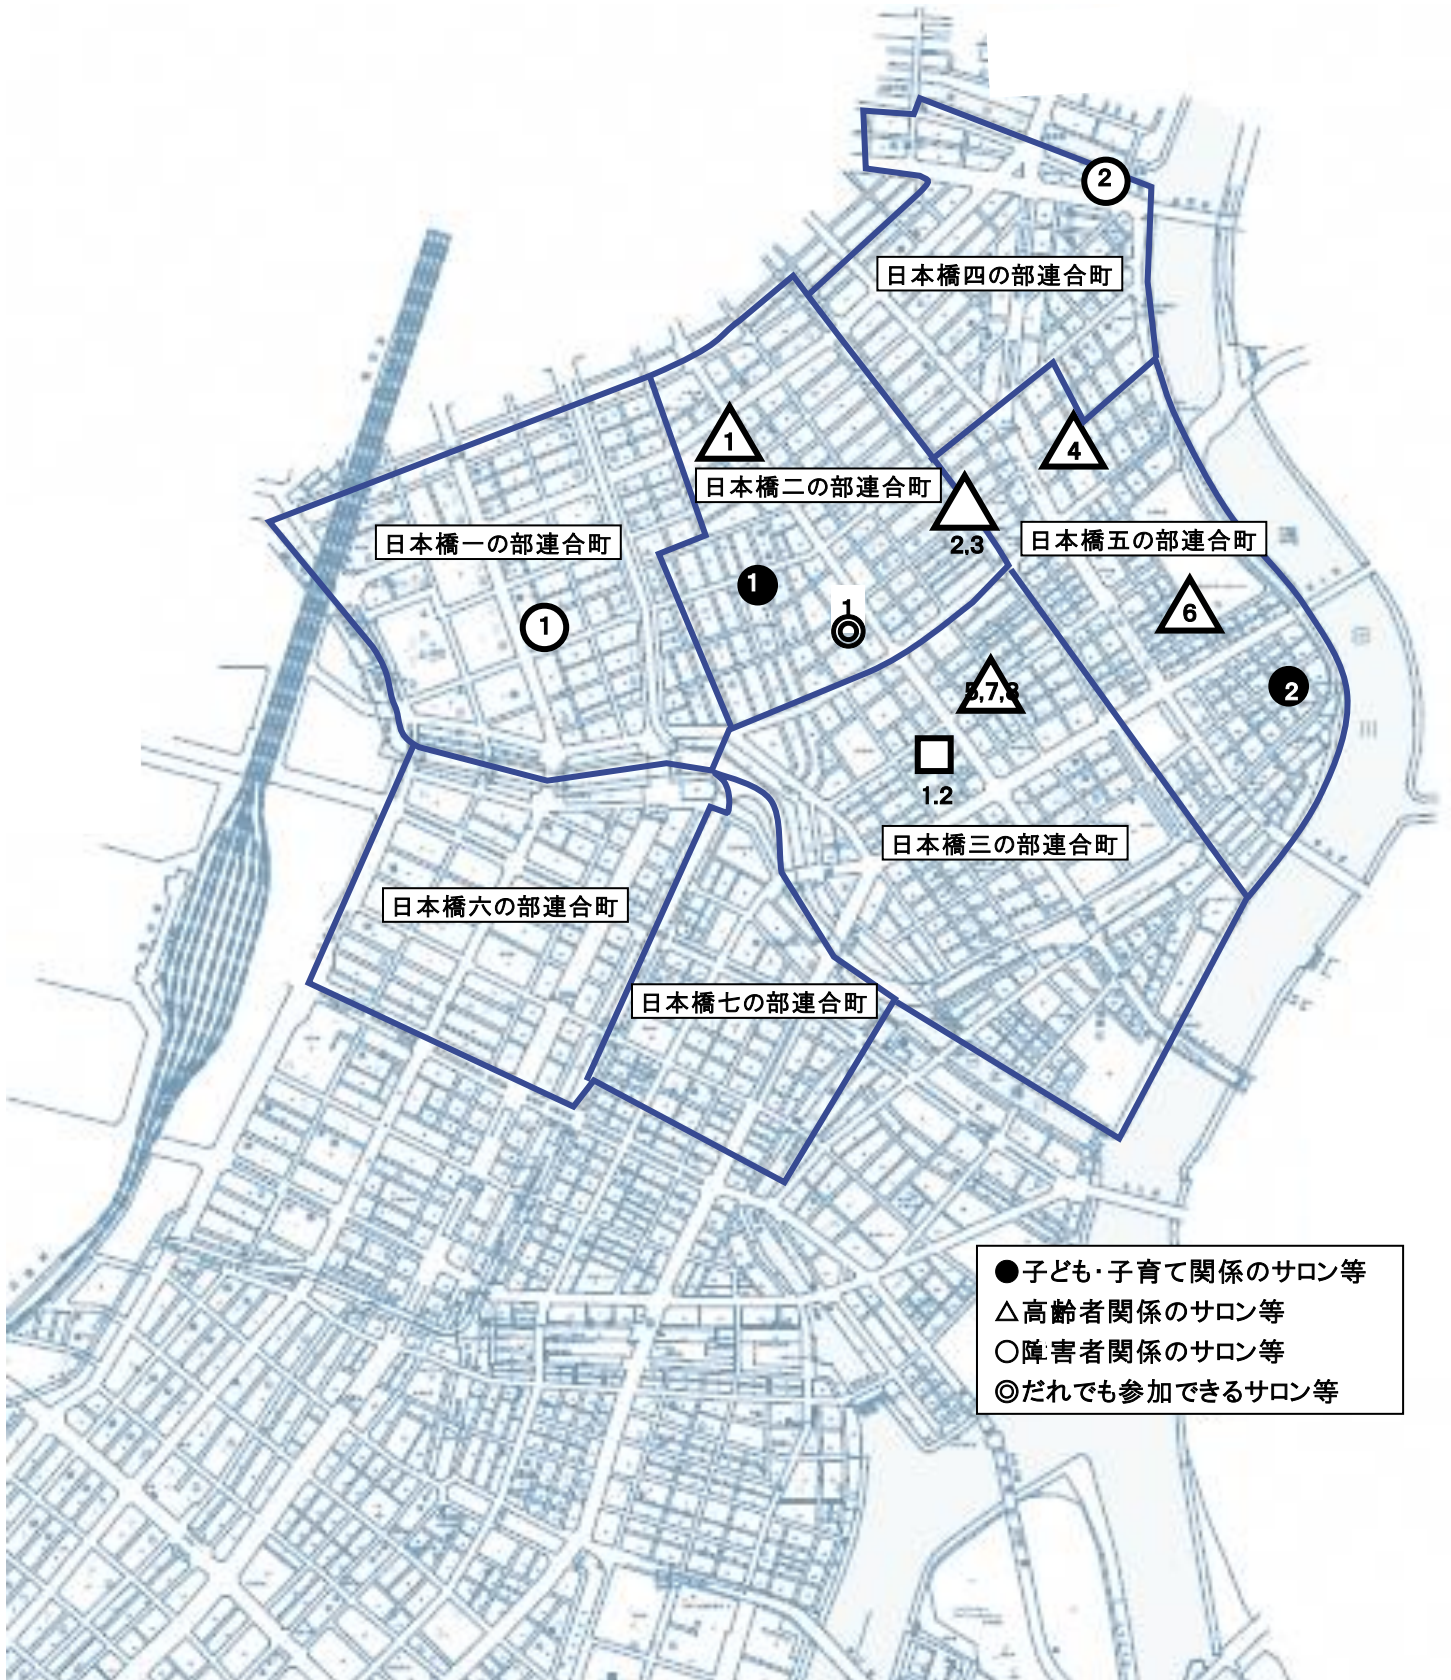 2
日本橋四の部連合町
1
4
日本橋二の部連合町
2,3
日本橋五の部連合町
日本橋一の部連合町
1
1
6
1
5,7,8
2
1.2
日本橋三の部連合町
日本橋六の部連合町
日本橋七の部連合町
●子ども・子育て関係のサロン等
△高齢者関係のサロン等
○障害者関係のサロン等
◎だれでも参加できるサロン等